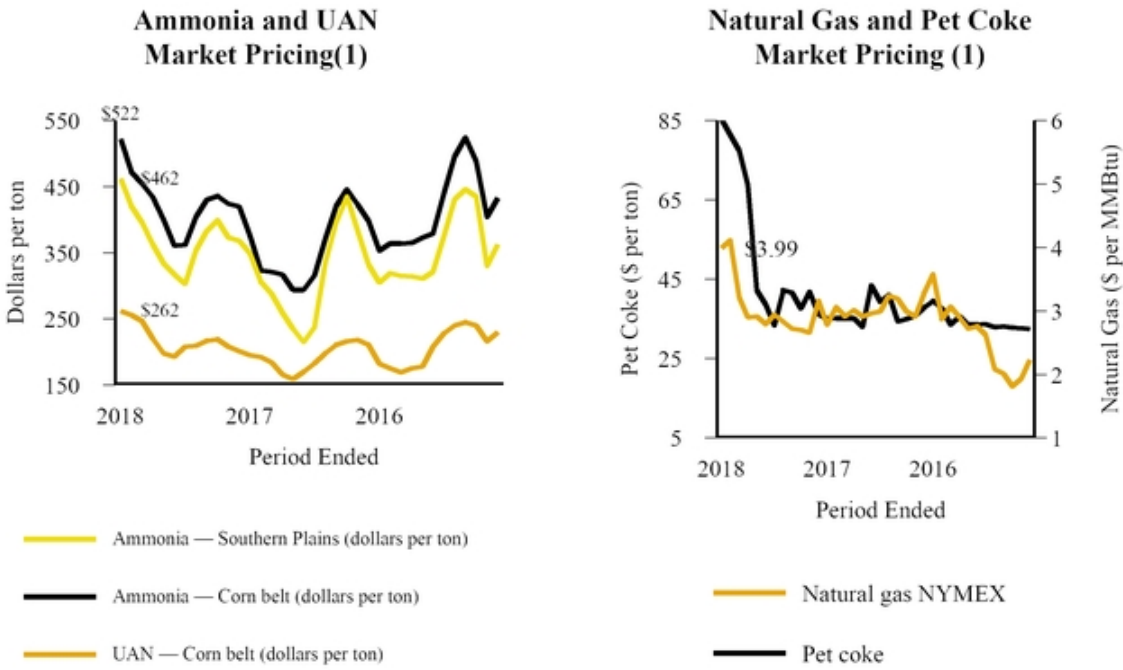 Ammonia and UAN
Market Pricing(1)
$522
550
450
350
250
150
$462
$262
Dollars per ton
2018
2017
2016
Period Ended
Ammonia — Southern Plains (dollars per ton)
Ammonia — Corn belt (dollars per ton)
UAN — Corn belt (dollars per ton)
Natural Gas and Pet Coke
Market Pricing (1)
85
65
45
25
5
Pet Coke ($ per ton)
$3.99
6
5
4
3
2
1
Natural Gas ($ per MMBtu)
2018
2017
2016
Period Ended
Natural gas NYMEX
Pet coke